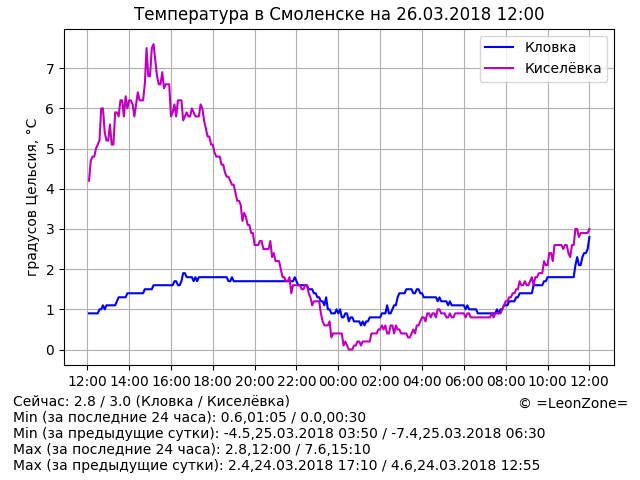 Температура в Смоленске на 26.03.2018 12:00
Кловка
Киселёвка
градусов Цельсия, °C
7
6
5
4
3
2
1
0
12:00 14:00 16:00 18:00 20:00 22:00 00:00 02:00 04:00 06:00 08:00 10:00 12:00
Сейчас: 2.8 / 3.0 (Кловка / Киселёвка)
© =LeonZone=
Min (за последние 24 часа): 0.6,01:05 / 0.0,00:30
Min (за предыдущие сутки): -4.5,25.03.2018 03:50 / -7.4,25.03.2018 06:30
Max (за последние 24 часа): 2.8,12:00 / 7.6,15:10
Max (за предыдущие сутки): 2.4,24.03.2018 17:10 / 4.6,24.03.2018 12:55